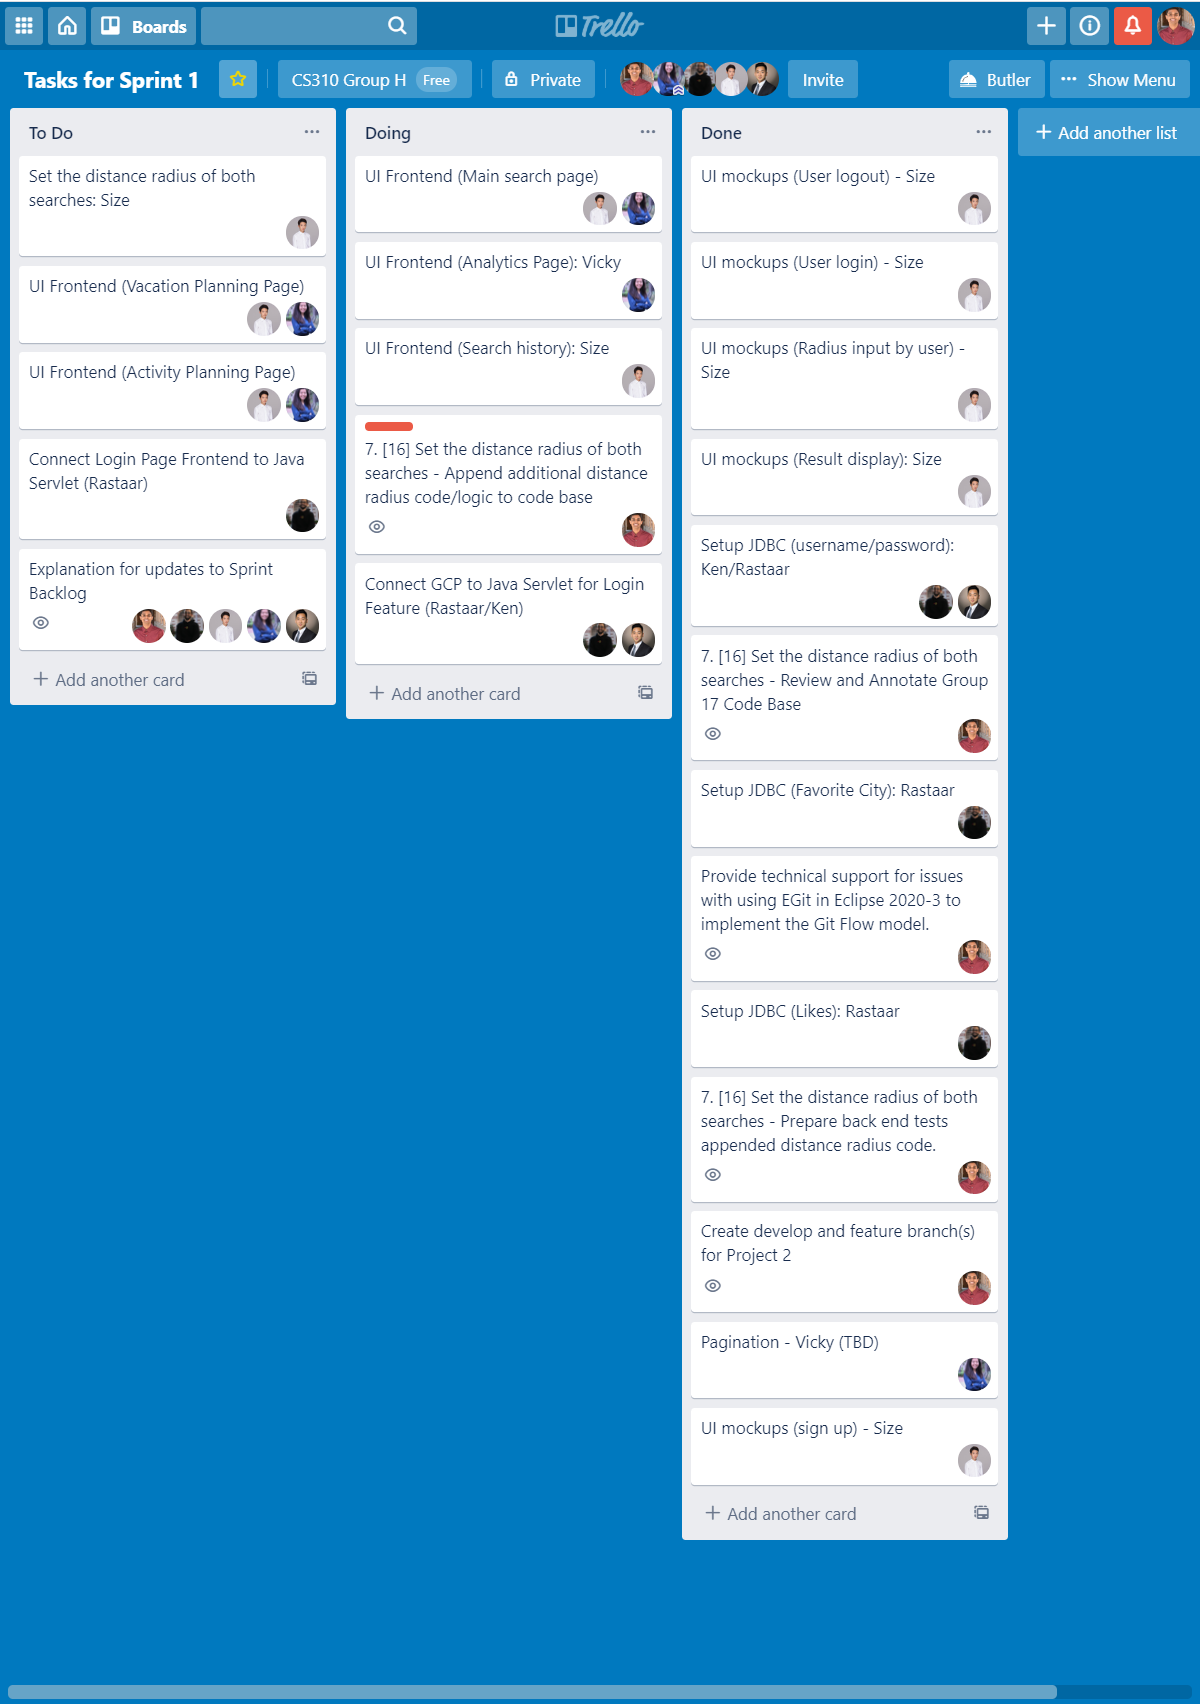 Boards
Trello
Tasks for Sprint 1
CS310 Group H Free
Private
Invite
Butler
Show Menu
To Do
Set the distance radius of both
searches: Size
UI Frontend (Vacation Planning Page)
UI Frontend (Activity Planning Page)
Connect Login Page Frontend to Java
Servlet (Rastaar)
Explanation for updates to Sprint
Backlog
Add another card
Doing
UI Frontend (Main search page)
UI Frontend (Analytics Page): Vicky
UI Frontend (Search history): Size
7. [16] Set the distance radius of both
searches - Append additional distance
radius code/logic to code base
Connect GCP to Java Servlet for Login
Feature (Rastaar/Ken)
Add another card
Done
UI mockups (User logout) - Size
UI mockups (User login) - Size
UI mockups (Radius input by user) -
Size
UI mockups (Result display): Size
Setup JDBC (username/password):
Ken/Rastaar
7. [16] Set the distance radius of both
searches - Review and Annotate Group
17 Code Base
Setup JDBC (Favorite City): Rastaar
Provide technical support for issues
with using EGit in Eclipse 2020-3 to
implement the Git Flow model.
Setup JDBC (Likes): Rastaar
7. [16] Set the distance radius of both
searches - Prepare back end tests
appended distance radius code.
Create develop and feature branch(s)
for Project 2
Pagination - Vicky (TBD)
UI mockups (sign up) - Size
Add another card
Add another list